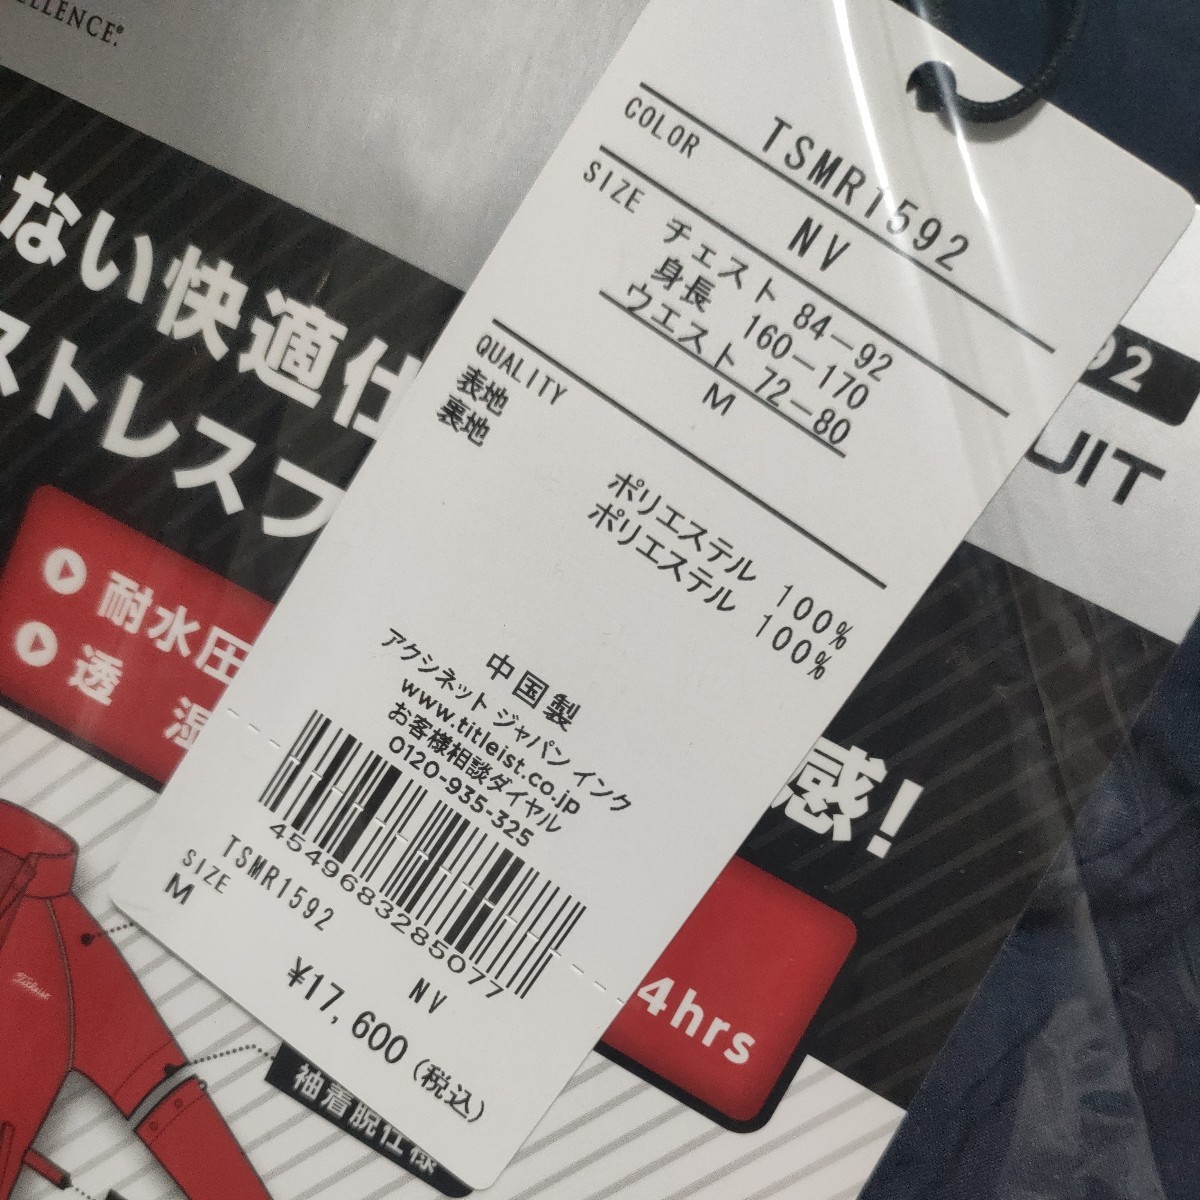 TSMR1592
COLOR
NV
SIZE
チェスト 84-92
身長 160-170
ウエスト 72-80
M
QUALITY
表地
裏地
ポリエステル 100%
ポリエステル 100%
中国製
アクシネット ジャパン インク
www.titleist.co.jp
お客様相談ダイヤル
0120-935-325
4549683285077
TSMR1592
SIZE
NV
M
¥17,600(税込)
ない快適仕
ストレスフ
感!
耐水圧
透 湿
4hrs
92
UIT
Titleist
袖着脱仕様